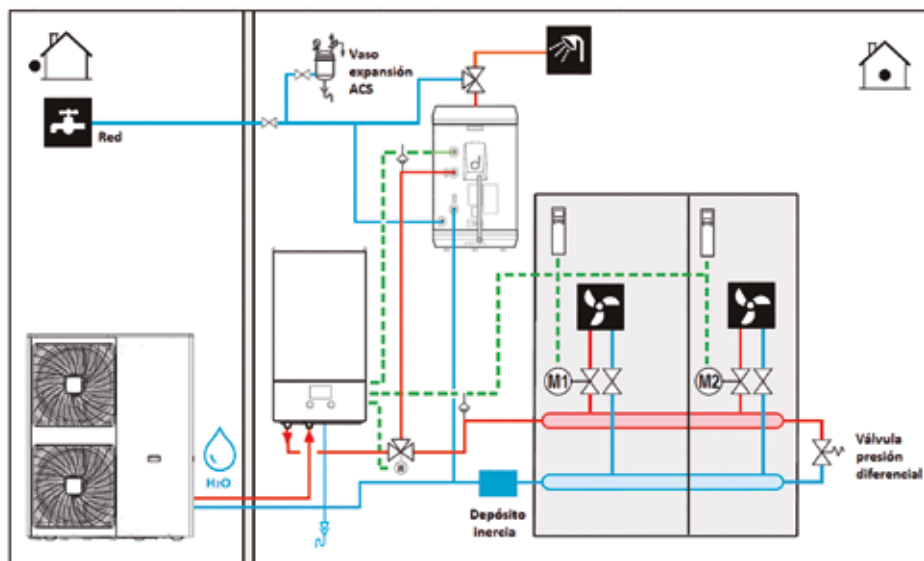 Vaso
expansión
ACS
Red
M1
M2
H₂O
Válvula
presión
diferencial
Depósito
inercia